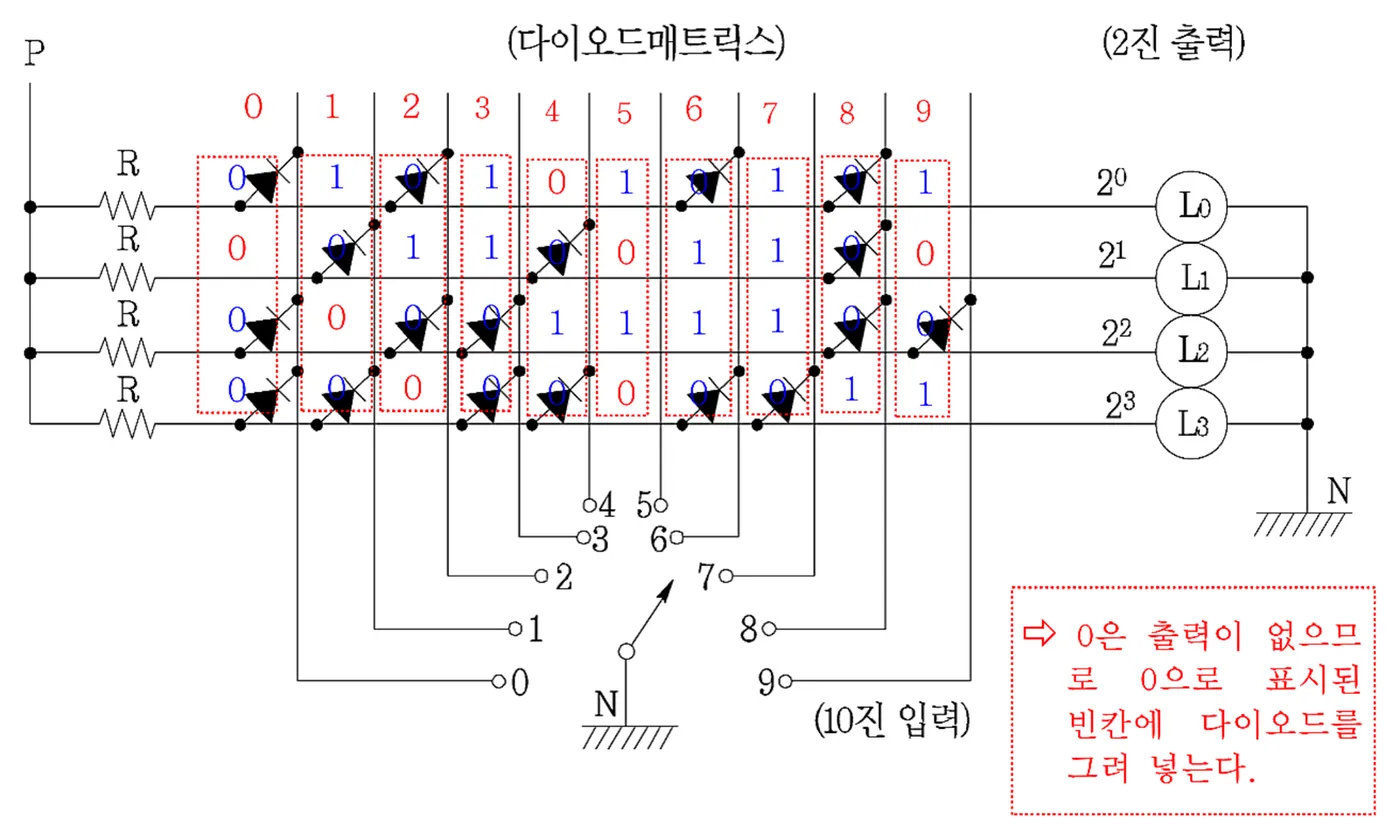 (다이오드매트릭스)
(2진 출력)
P
0 1 2 3 4 5 6 7 8 9
R 0 1 0 1 0 1 0 1 0 1 2⁰ L0
R 0 0 1 1 0 0 1 1 0 0 2¹ L1
R 0 0 0 0 1 1 1 1 0 0 2² L2
R 0 0 0 0 0 0 0 0 1 1 2³ L3
N
4 5
3 6
2 7
1 8
0 9
N
(10진 입력)
⇨ 0은 출력이 없으므
로 0으로 표시된
빈칸에 다이오드를
그려 넣는다.